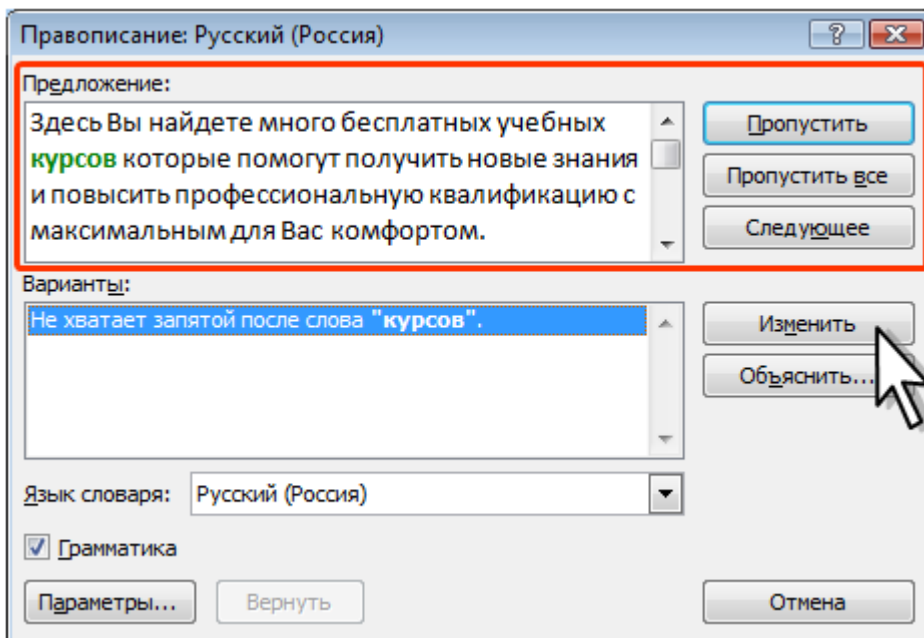 Правописание: Русский (Россия)
Предложение:
Здесь Вы найдете много бесплатных учебных
курсов которые помогут получить новые знания
и повысить профессиональную квалификацию с
максимальным для Вас комфортом.
Пропустить
Пропустить все
Следующее
Варианты:
Не хватает запятой после слова "курсов".
Изменить
Объяснить...
Язык словаря: Русский (Россия)
Грамматика
Параметры... Вернуть Отмена